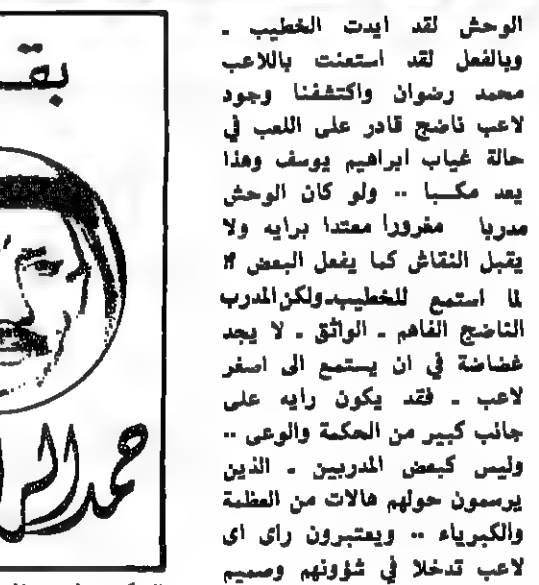 الوحش لقد ايدت الخطيب ـ
وبالفعل لقد استعنت باللاعب
محمد رضوان واكتشفنا وجود
لاعب ناضج قادر على اللعب في
حالة غياب ابراهيم يوسف وهذا
يعد مكسبا .. ولو كان الوحش
مدربا مغرورا معتدا برايه ولا
يقبل النقاش كما يفعل البعض ؟!
لما استمع للخطيب ولكن المدرب
الناضج الفاهم ـ الواثق ـ لا يجد
غضاضة في ان يستمع الى اصغر
لاعب ـ فقد يكون رايه على
جانب كبير من الحكمة والوعى ..
وليس كبعض المدربين ـ الذين
يرسمون حولهم هالات من العظمة
والكبرياء .. ويعتبرون راى اى
لاعب تدخلا في شؤونهم وصميم
بقـ
حمد